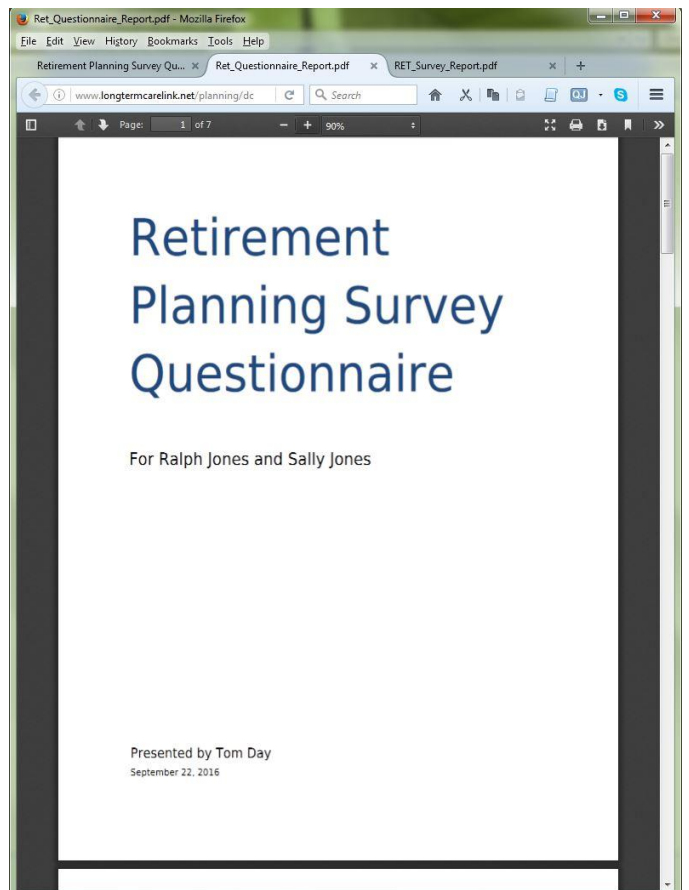 Ret_Questionnaire_Report.pdf - Mozilla Firefox
File Edit View History Bookmarks Tools Help
Retirement Planning Survey Qu... × Ret_Questionnaire_Report.pdf × RET_Survey_Report.pdf × +
www.longtermcarelink.net/planning/dc Search QJ S
Page: 1 of 7 − + 90%
Retirement
Planning Survey
Questionnaire
For Ralph Jones and Sally Jones
Presented by Tom Day
September 22, 2016